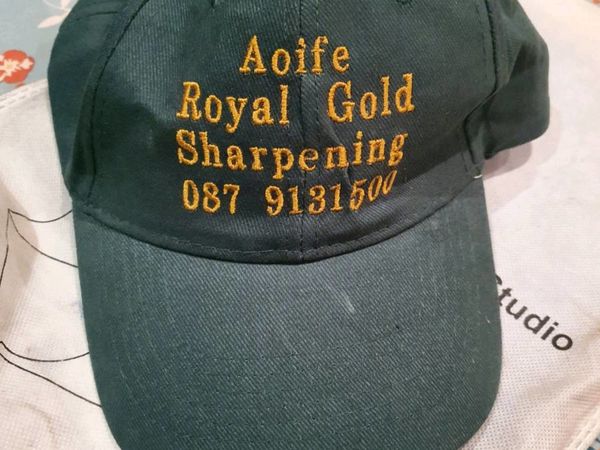 Aoife
Royal Gold
Sharpening
087 9131500
Studio